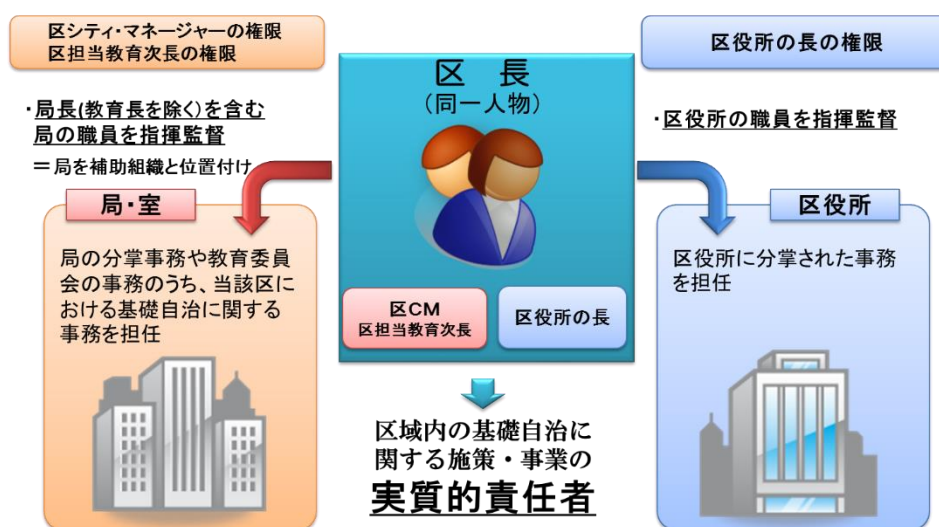 区シティ・マネージャーの権限
区担当教育次長の権限
・局長(教育長を除く)を含む
局の職員を指揮監督
＝局を補助組織と位置付け
局・室
局の分掌事務や教育委員
会の事務のうち、当該区に
おける基礎自治に関する
事務を担任
区　長
（同一人物）
区CM
区担当教育次長
区役所の長
区域内の基礎自治に
関する施策・事業の
実質的責任者
区役所の長の権限
・区役所の職員を指揮監督
区役所
区役所に分掌された事務
を担任